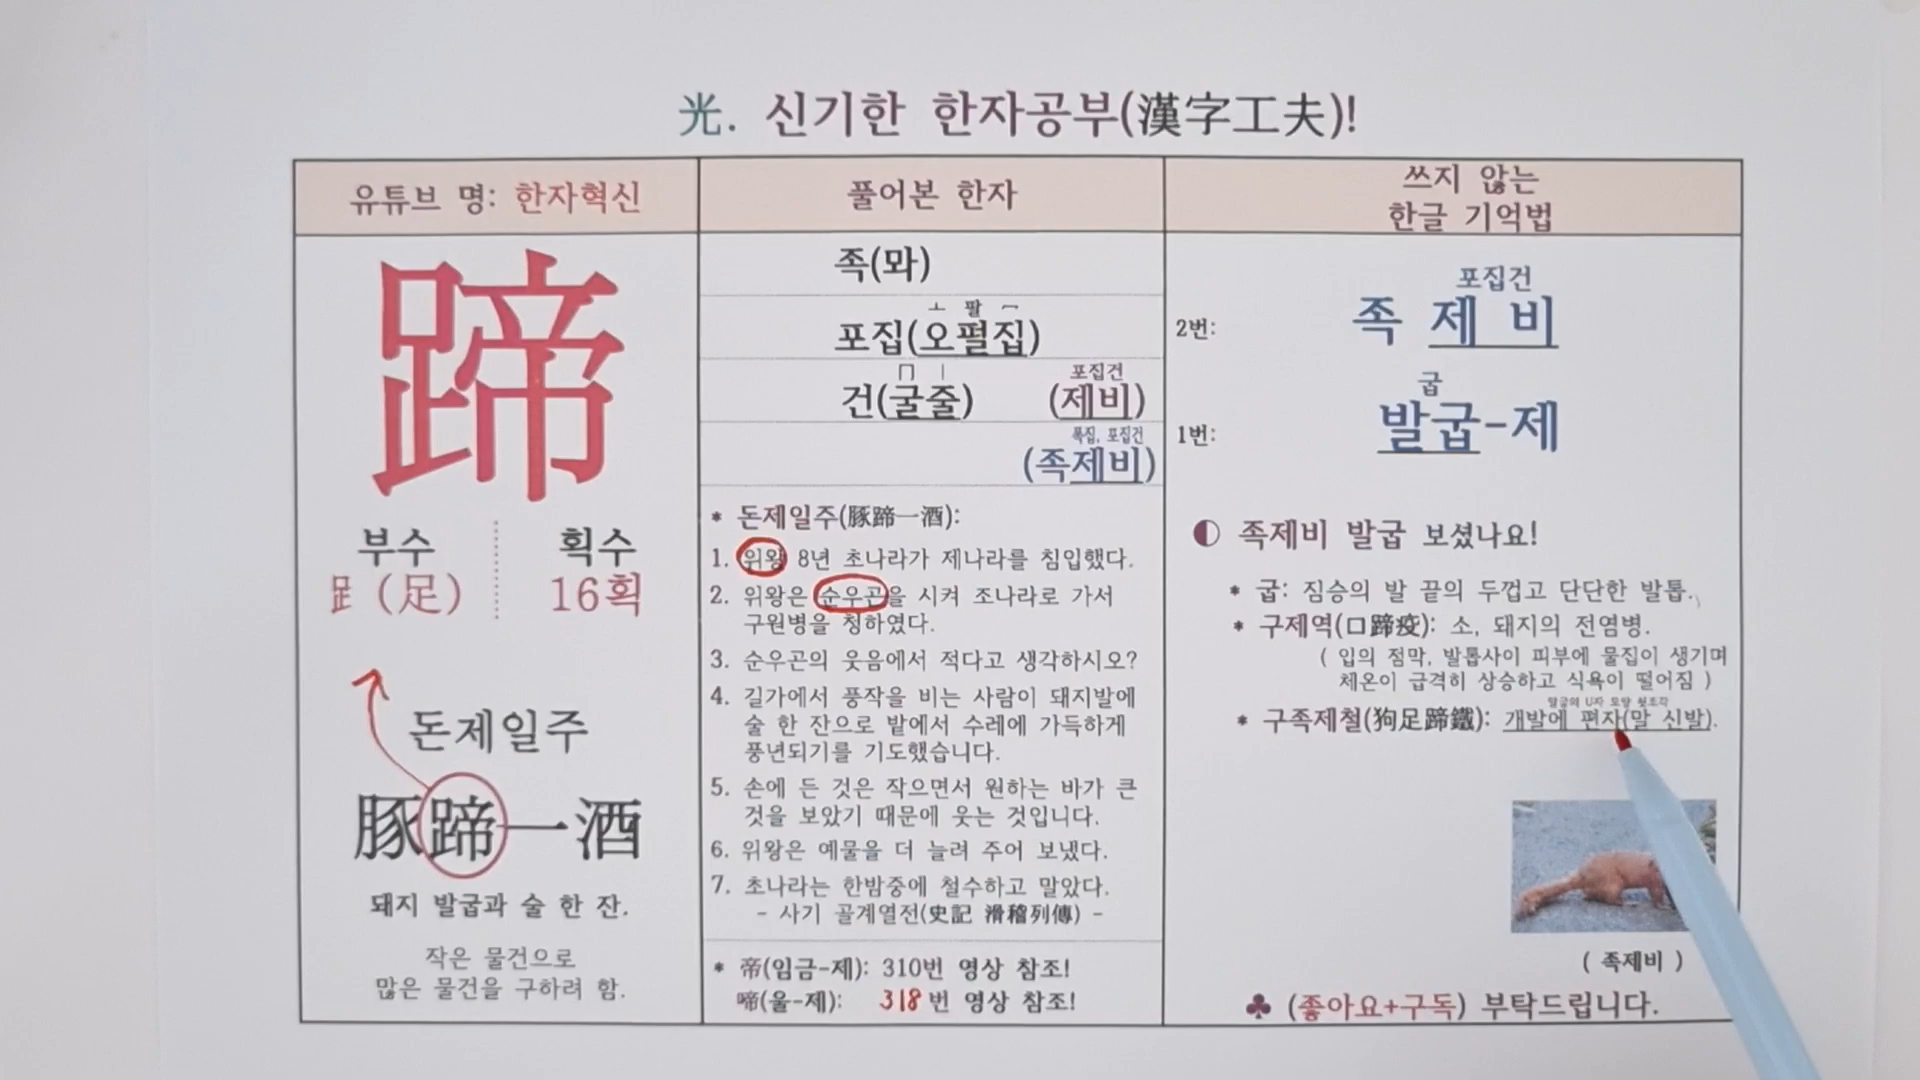 光. 신기한 한자공부(漢字工夫)!
유튜브 명: 한자혁신
蹄
부수
획수
𧾷(足)
16획
돈제일주
豚蹄一酒
돼지 발굽과 술 한 잔.
작은 물건으로
많은 물건을 구하려 함.
풀어본 한자
족(뫄)
ㅗ 팔 ㄇ
포집(오펄집)
冂 ㅣ
건(굴줄)
포집건
(제비)
폭집, 포집건
(족제비)
* 돈제일주(豚蹄一酒):
1. 위왕 8년 초나라가 제나라를 침입했다.
2. 위왕은 순우곤을 시켜 조나라로 가서
구원병을 청하였다.
3. 순우곤의 웃음에서 적다고 생각하시오?
4. 길가에서 풍작을 비는 사람이 돼지발에
술 한 잔으로 밭에서 수레에 가득하게
풍년되기를 기도했습니다.
5. 손에 든 것은 작으면서 원하는 바가 큰
것을 보았기 때문에 웃는 것입니다.
6. 위왕은 예물을 더 늘려 주어 보냈다.
7. 초나라는 한밤중에 철수하고 말았다.
- 사기 골계열전(史記 滑稽列傳) -
* 帝(임금-제): 310번 영상 참조!
啼(울-제): 318번 영상 참조!
쓰지 않는
한글 기억법
포집건
2번: 족 제 비
굽
1번: 발굽-제
◐ 족제비 발굽 보셨나요!
* 굽: 짐승의 발 끝의 두껍고 단단한 발톱.
* 구제역(口蹄疫): 소, 돼지의 전염병.
( 입의 점막, 발톱사이 피부에 물집이 생기며
체온이 급격히 상승하고 식욕이 떨어짐 )
말굽의 U자 모양 쇳조각
* 구족제철(狗足蹄鐵): 개발에 편자(말 신발).
( 족제비 )
♣ (좋아요+구독) 부탁드립니다.